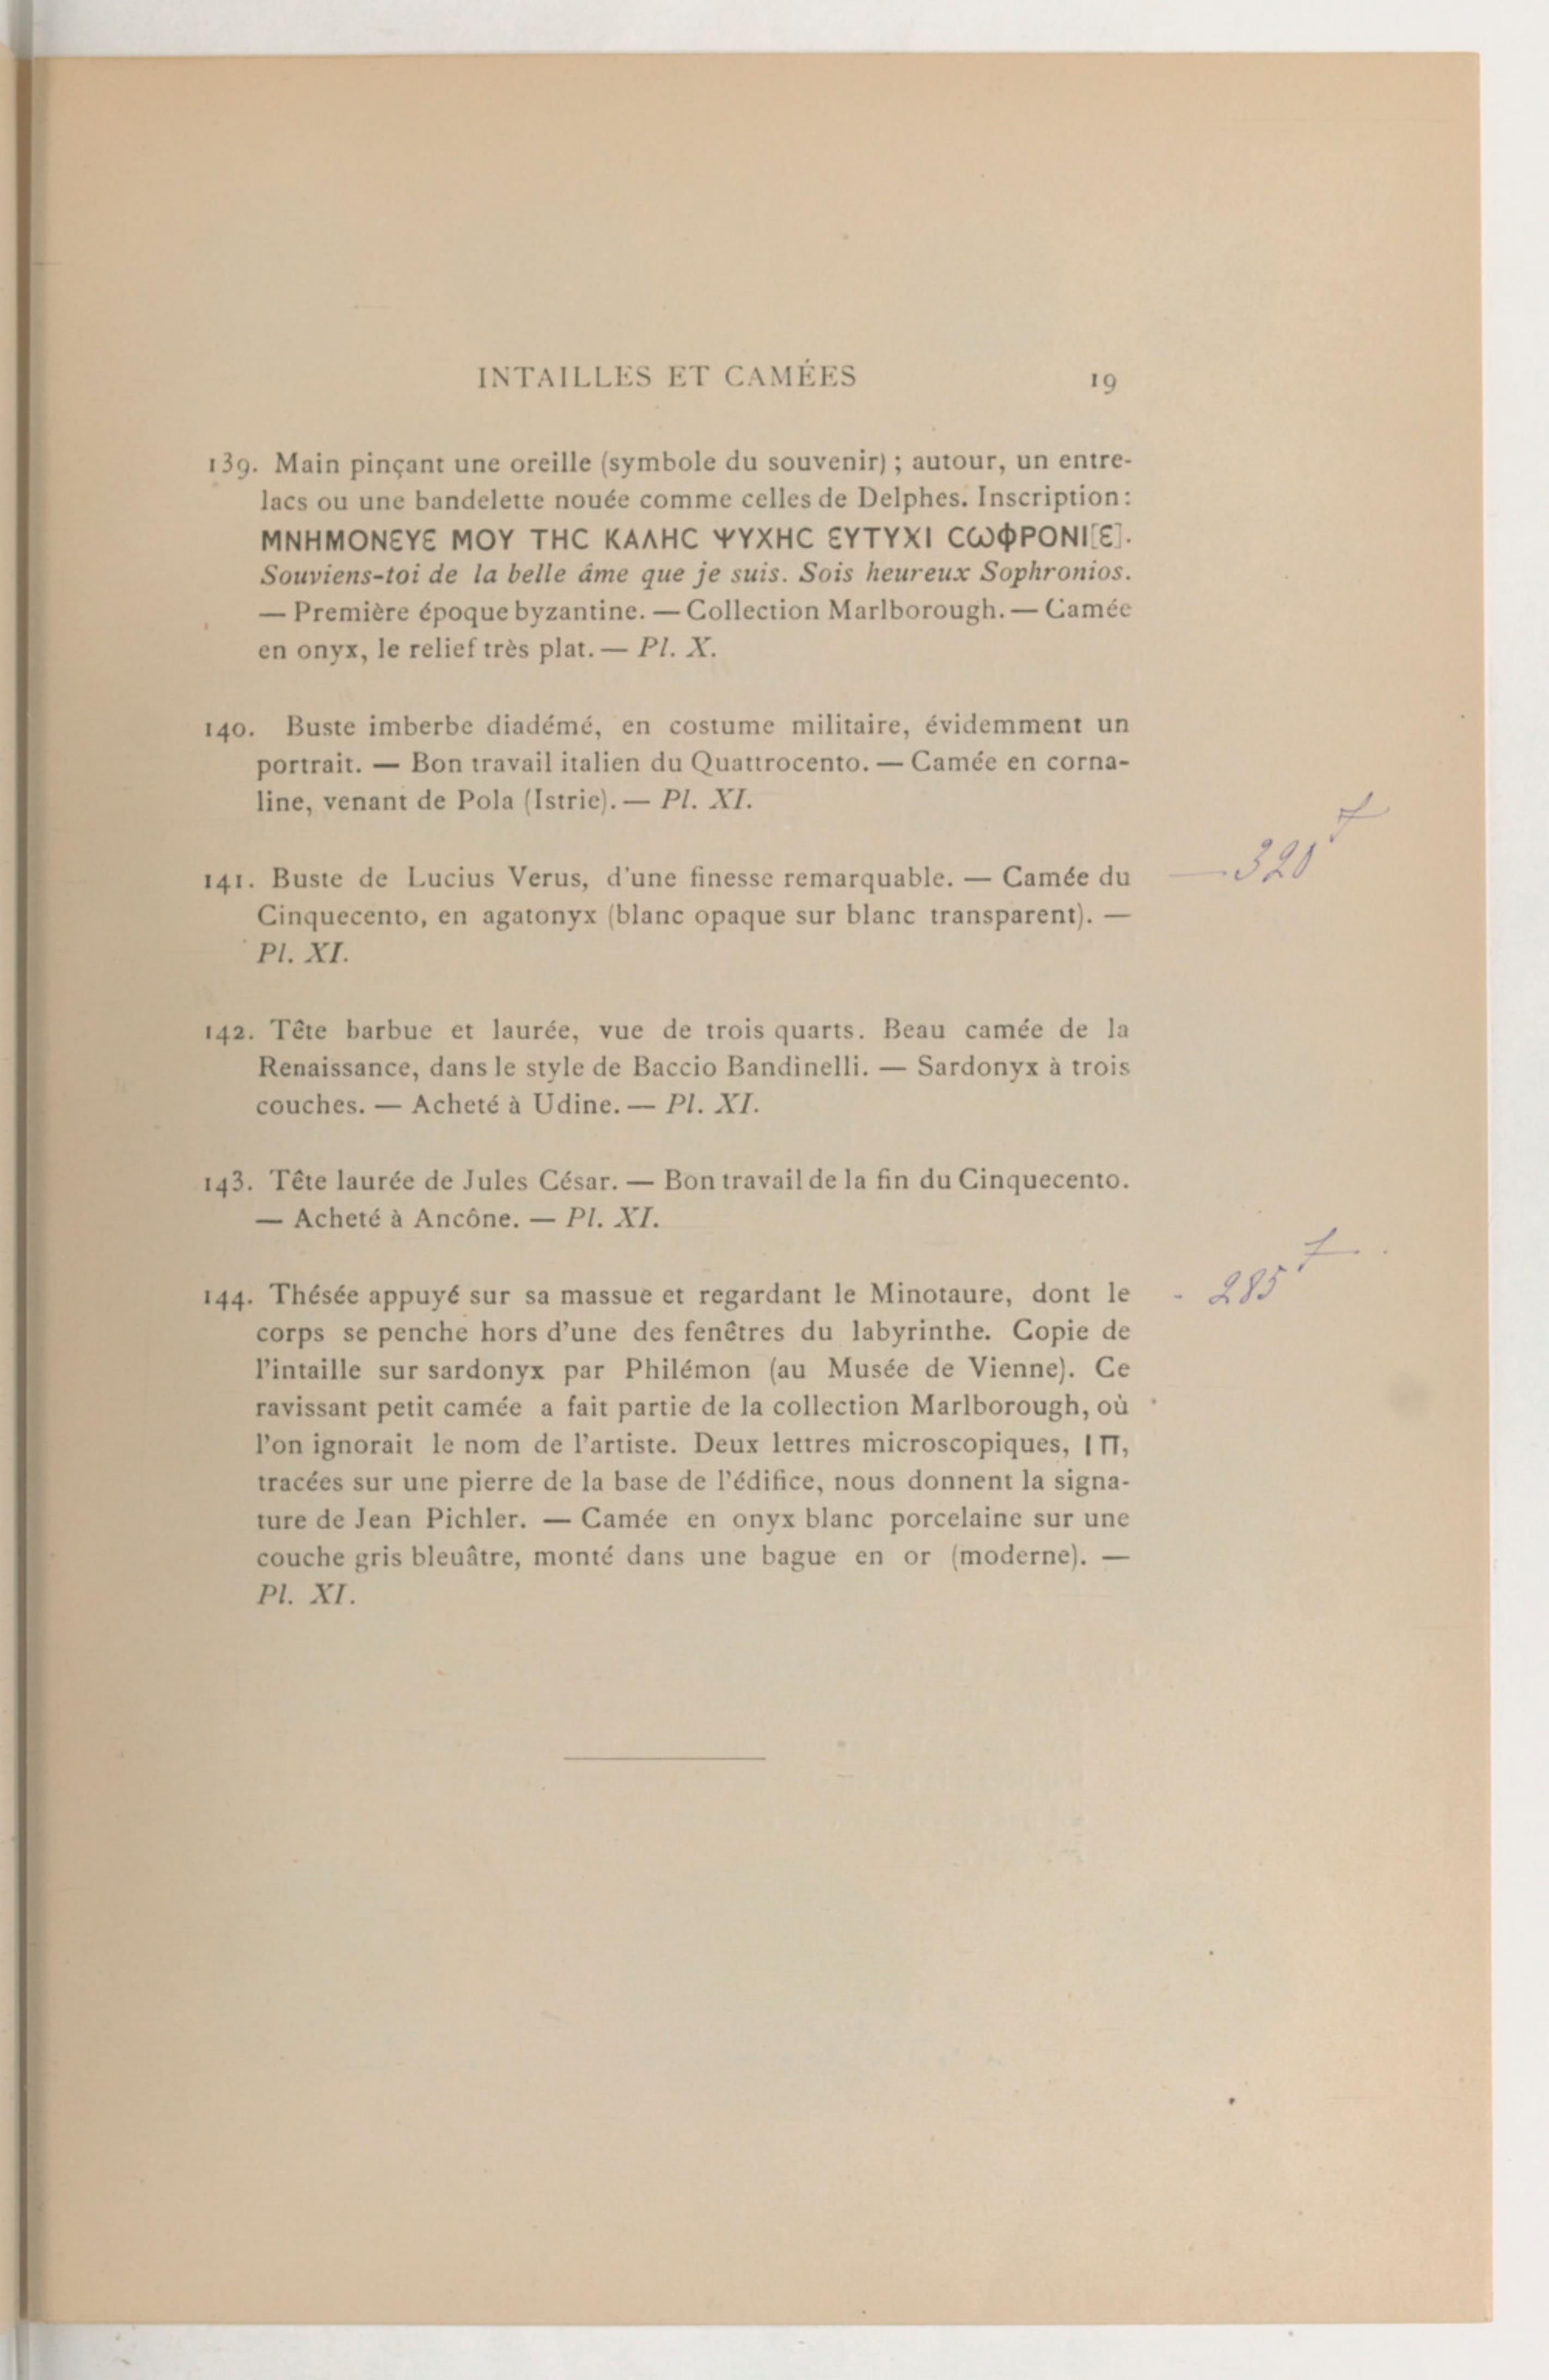 INTAILLES ET CAMÉES 19
139. Main pinçant une oreille (symbole du souvenir) ; autour, un entre-
lacs ou une bandelette nouée comme celles de Delphes. Inscription :
ΜΝΗΜΟΝЄΥЄ ΜΟΥ ΤΗC ΚΑΛΗC ΨΥΧΗC ЄΥΤΥΧΙ CѠΦΡΟΝΙ[Є].
Souviens-toi de la belle âme que je suis. Sois heureux Sophronios.
— Première époque byzantine. — Collection Marlborough. — Camée
en onyx, le relief très plat. — Pl. X.
140. Buste imberbe diadémé, en costume militaire, évidemment un
portrait. — Bon travail italien du Quattrocento. — Camée en corna-
line, venant de Pola (Istrie). — Pl. XI.
141. Buste de Lucius Verus, d'une finesse remarquable. — Camée du
Cinquecento, en agatonyx (blanc opaque sur blanc transparent). —
Pl. XI.
— 320 f
142. Tête barbue et laurée, vue de trois quarts. Beau camée de la
Renaissance, dans le style de Baccio Bandinelli. — Sardonyx à trois
couches. — Acheté à Udine. — Pl. XI.
143. Tête laurée de Jules César. — Bon travail de la fin du Cinquecento.
— Acheté à Ancône. — Pl. XI.
144. Thésée appuyé sur sa massue et regardant le Minotaure, dont le
corps se penche hors d'une des fenêtres du labyrinthe. Copie de
l'intaille sur sardonyx par Philémon (au Musée de Vienne). Ce
ravissant petit camée a fait partie de la collection Marlborough, où
l'on ignorait le nom de l'artiste. Deux lettres microscopiques, I Π,
tracées sur une pierre de la base de l'édifice, nous donnent la signa-
ture de Jean Pichler. — Camée en onyx blanc porcelaine sur une
couche gris bleuâtre, monté dans une bague en or (moderne). —
Pl. XI.
- 285 f